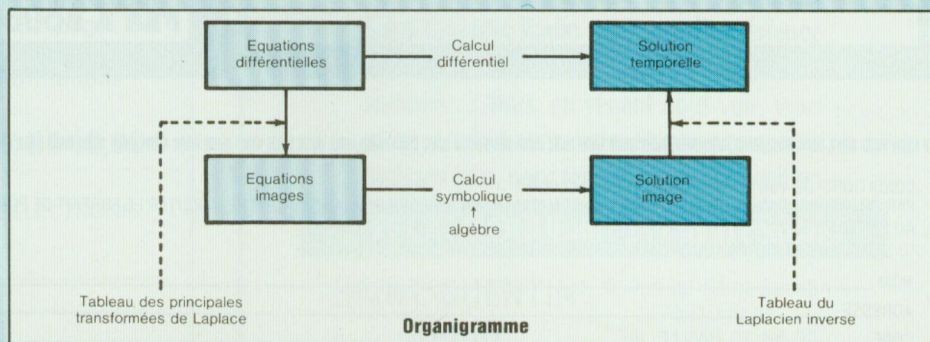 PAS A
Equations
différentielles
Calcul
différentiel
Solution
temporelle
Equations
images
Calcul
symbolique
algèbre
Solution
image
Tableau des principales
transformées de Laplace
Tableau du
Laplacien inverse
Organigramme